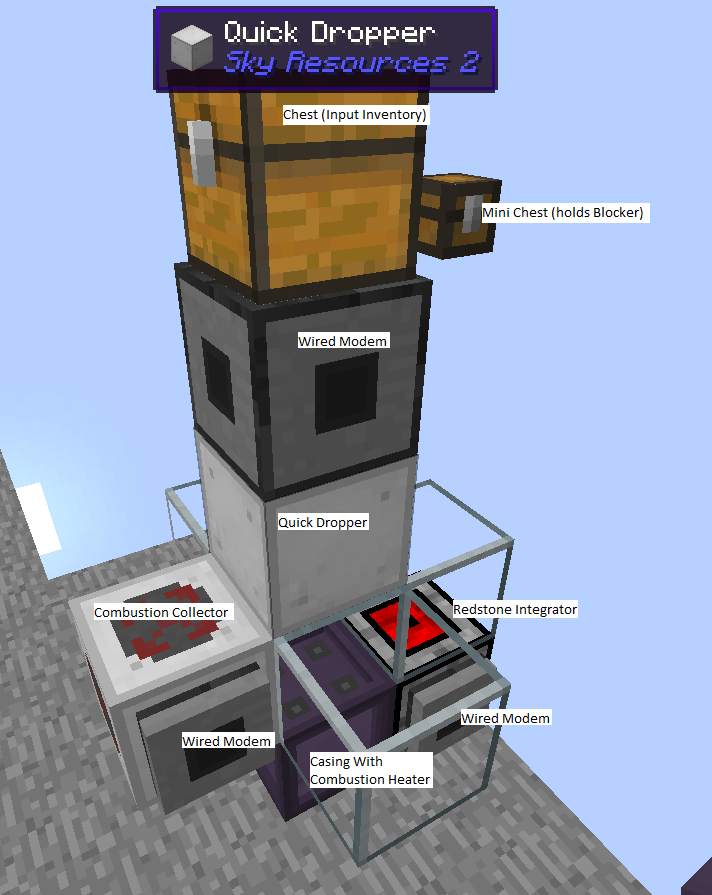 Quick Dropper
Sky Resources 2
Chest (Input Inventory)
Mini Chest (holds Blocker)
Wired Modem
Quick Dropper
Combustion Collector
Redstone Integrator
Wired Modem
Wired Modem
Casing With
Combustion Heater